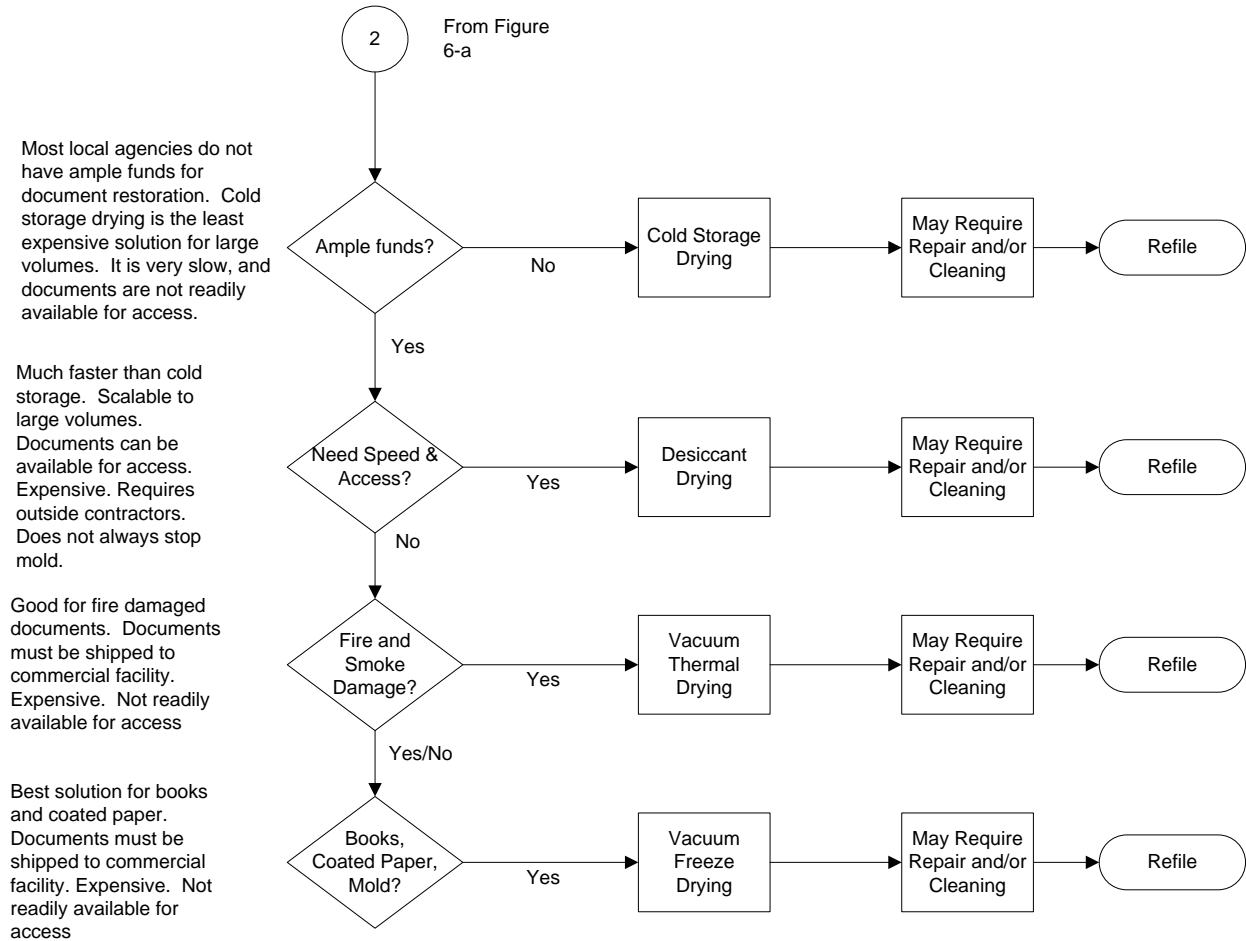 2
From Figure
6-a
Most local agencies do not
have ample funds for
document restoration.  Cold
storage drying is the least
expensive solution for large
volumes.  It is very slow, and
documents are not readily
available for access.
Ample funds?
No
Cold Storage
Drying
May Require
Repair and/or
Cleaning
Refile
Yes
Much faster than cold
storage.  Scalable to
large volumes.
Documents can be
available for access.
Expensive. Requires
outside contractors.
Does not always stop
mold.
Need Speed &
Access?
Yes
Desiccant
Drying
May Require
Repair and/or
Cleaning
Refile
No
Good for fire damaged
documents.  Documents
must be shipped to
commercial facility.
Expensive.  Not readily
available for access
Fire and
Smoke
Damage?
Yes
Vacuum
Thermal
Drying
May Require
Repair and/or
Cleaning
Refile
Yes/No
Best solution for books
and coated paper.
Documents must be
shipped to commercial
facility. Expensive.  Not
readily available for
access
Books,
Coated Paper,
Mold?
Yes
Vacuum
Freeze
Drying
May Require
Repair and/or
Cleaning
Refile